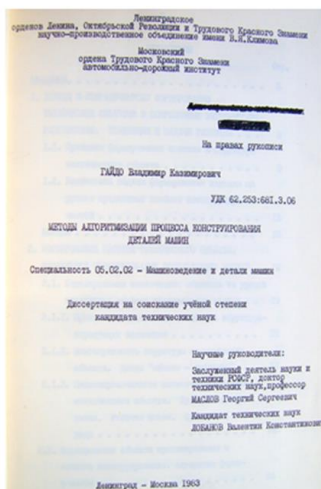 Ленинградское
орденов Ленина, Октябрьской Революции и Трудового Красного Знамени
научно-производственное объединение имени В.Я.Климова
Московский
ордена Трудового Красного Знамени
автомобильно-дорожный институт
На правах рукописи
ГАЙДО Владимир Казимирович
УДК 62.253:681.3.06
МЕТОДЫ АЛГОРИТМИЗАЦИИ ПРОЦЕССА КОНСТРУИРОВАНИЯ
ДЕТАЛЕЙ МАШИН
Специальность 05.02.02 - Машиноведение и детали машин
Диссертация на соискание учёной степени
кандидата технических наук
Научные руководители:
Заслуженный деятель науки и
техники РСФСР, доктор
технических наук,профессор
МАСЛОВ Георгий Сергеевич
Кандидат технических наук
ЛОБАНОВ Валентин Константинович
Ленинград - Москва 1983